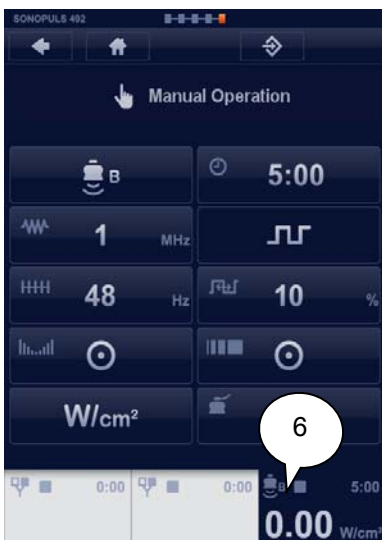 SONOPULS 492
Manual Operation
B
5:00
1 MHz
48 Hz
10 %
W/cm²
6
0:00
0:00
B
5:00
0.00 W/cm²